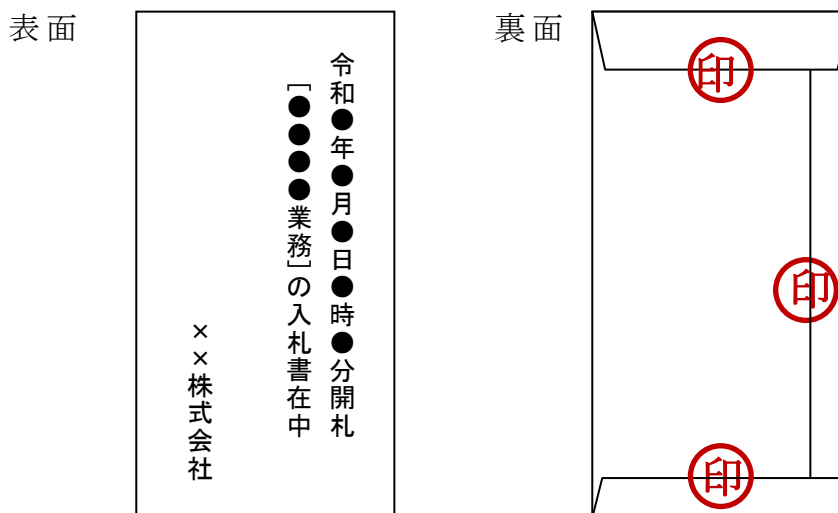 表面
令和●年●月●日●時●分開札
［●●●●業務］の入札書在中
××株式会社
裏面
印
印
印